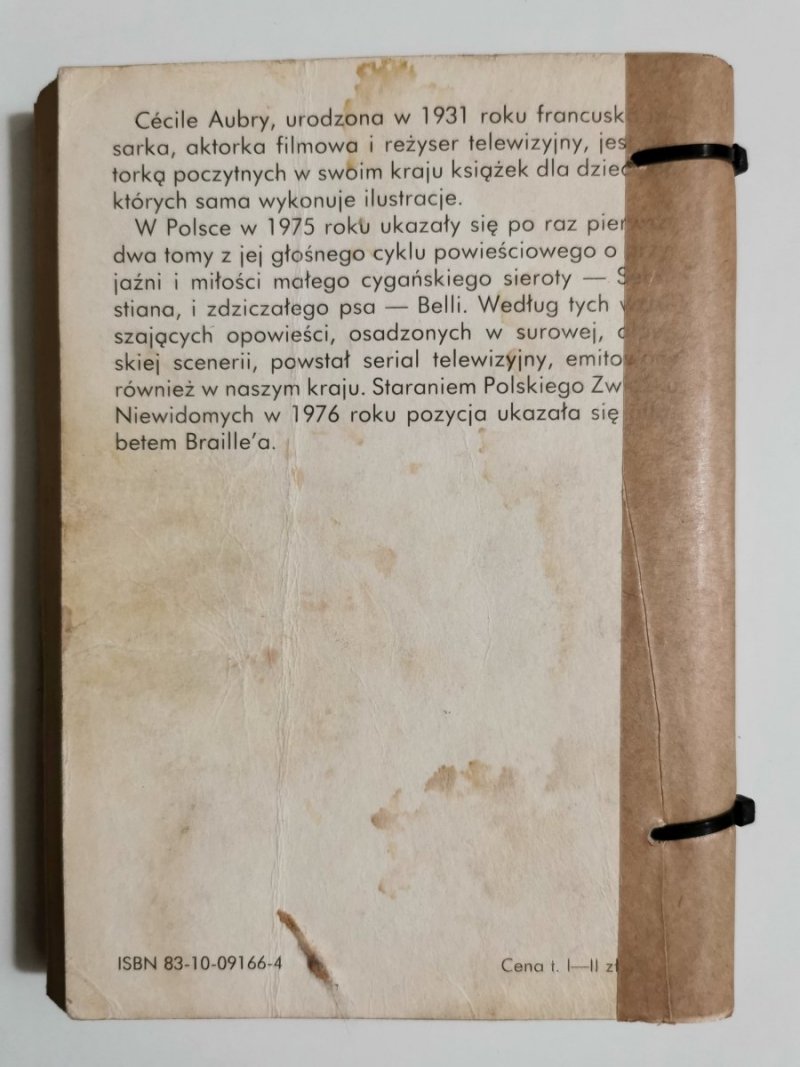 Cécile Aubry, urodzona w 1931 roku francusk
sarka, aktorka filmowa i reżyser telewizyjny, jes
torką poczytnych w swoim kraju książek dla dziec
których sama wykonuje ilustracje.
W Polsce w 1975 roku ukazały się po raz pier
dwa tomy z jej głośnego cyklu powieściowego o
jaźni i miłości małego cygańskiego sieroty — S
stiana, i zdziczałego psa — Belli. Według tych
szających opowieści, osadzonych w surowej,
skiej scenerii, powstał serial telewizyjny, emito
również w naszym kraju. Staraniem Polskiego Zw
Niewidomych w 1976 roku pozycja ukazała się
betem Braille'a.
ISBN 83-10-09166-4
Cena t. I—II zł